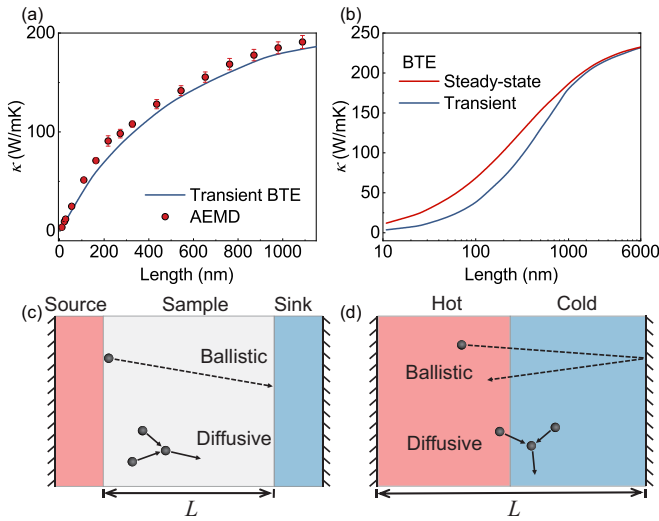 (a)
200
100
0
κ (W/mK)
Transient BTE
AEMD
0 200 400 600 800 1000
Length (nm)
(b)
250
200
150
100
50
0
κ (W/mK)
BTE
Steady-state
Transient
10 100 1000 6000
Length (nm)
(c)
Source Sample Sink
Ballistic
Diffusive
L
(d)
Hot Cold
Ballistic
Diffusive
L